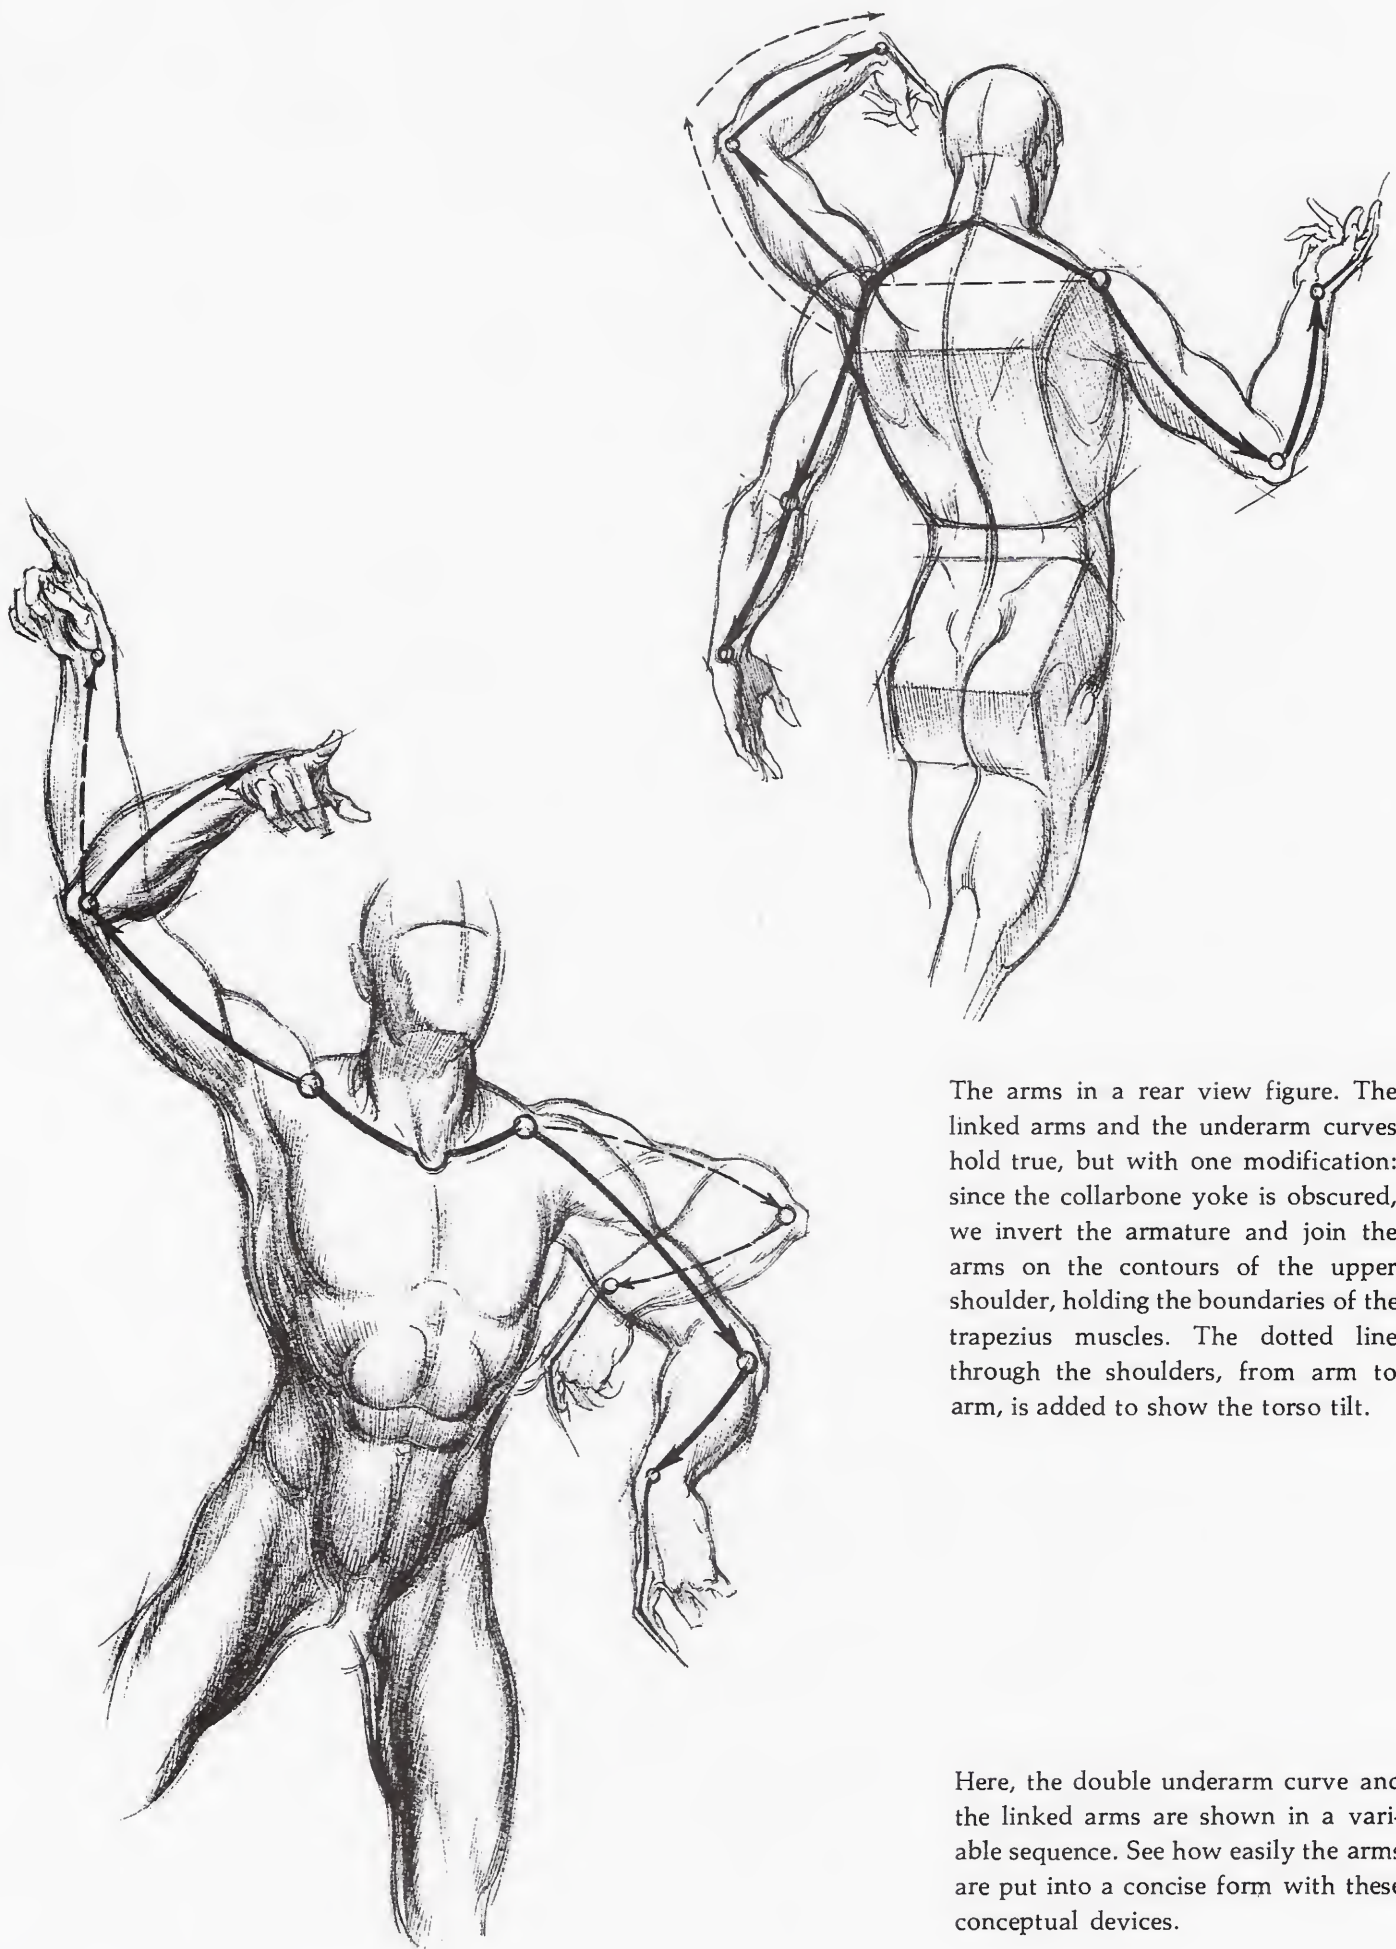 The arms in a rear view figure. The
linked arms and the underarm curves
hold true, but with one modification:
since the collarbone yoke is obscured,
we invert the armature and join the
arms on the contours of the upper
shoulder, holding the boundaries of the
trapezius muscles. The dotted line
through the shoulders, from arm to
arm, is added to show the torso tilt.
Here, the double underarm curve and
the linked arms are shown in a vari-
able sequence. See how easily the arms
are put into a concise form with these
conceptual devices.